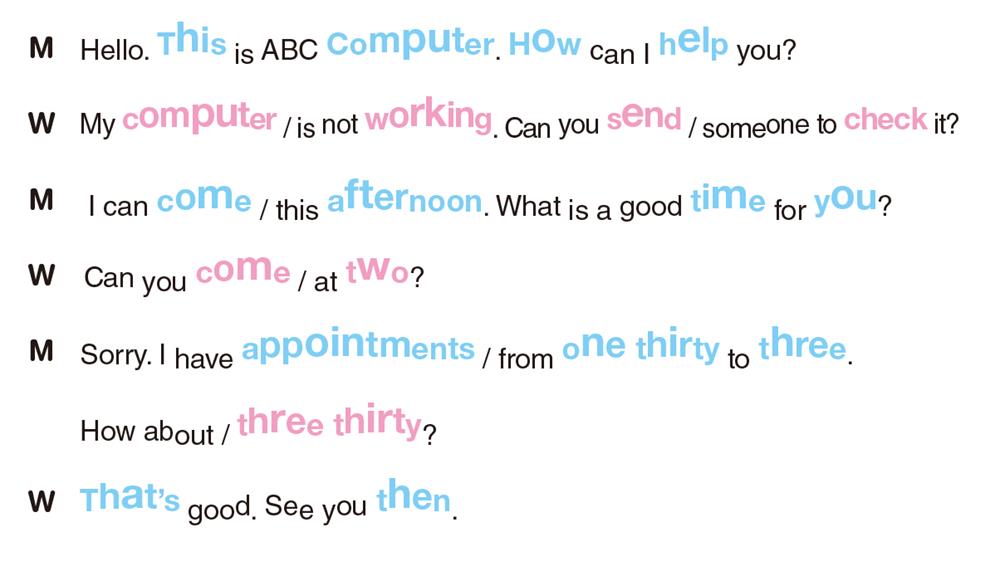 M Hello. This is ABC Computer. How can I help you?
W My computer / is not working. Can you send / someone to check it?
M I can come / this afternoon. What is a good time for you?
W Can you come / at two?
M Sorry. I have appointments / from one thirty to three.
How about / three thirty?
W That's good. See you then.